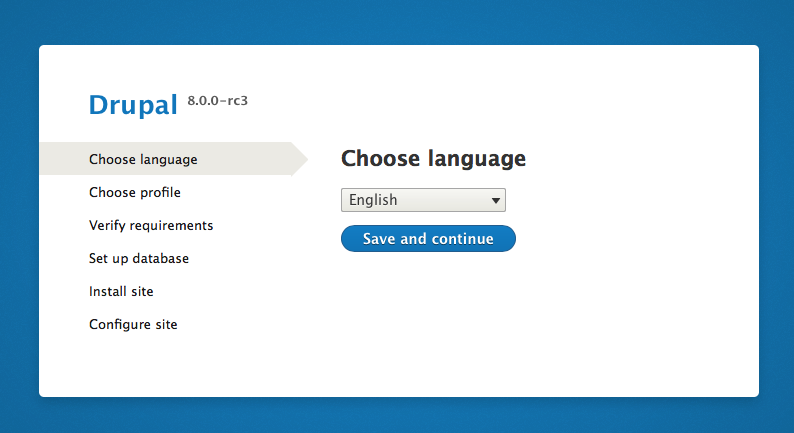 Drupal 8.0.0-rc3
Choose language
Choose profile
Verify requirements
Set up database
Install site
Configure site
Choose language
English
Save and continue